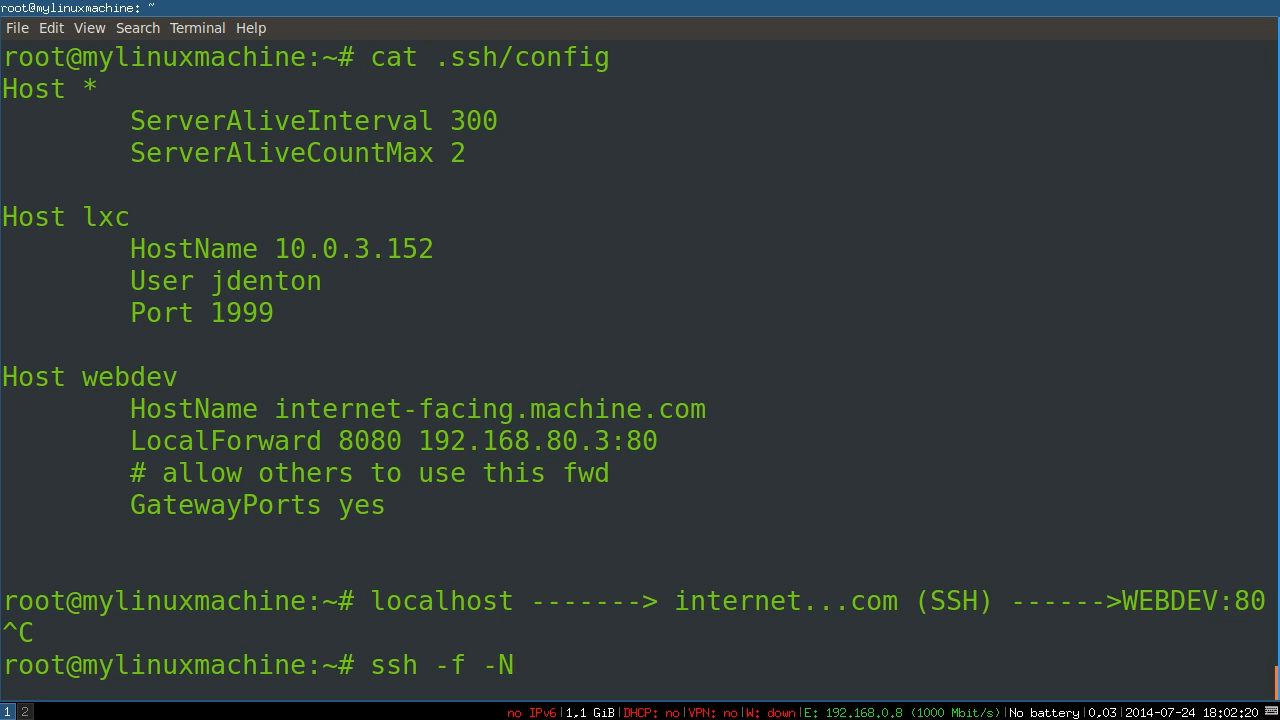 root@mylinuxmachine: ~
File Edit View Search Terminal Help
root@mylinuxmachine:~# cat .ssh/config
Host *
ServerAliveInterval 300
ServerAliveCountMax 2
Host lxc
HostName 10.0.3.152
User jdenton
Port 1999
Host webdev
HostName internet-facing.machine.com
LocalForward 8080 192.168.80.3:80
# allow others to use this fwd
GatewayPorts yes
root@mylinuxmachine:~# localhost -------> internet...com (SSH) ------>WEBDEV:80
^C
root@mylinuxmachine:~# ssh -f -N
1 2 no IPv6|1,1 GiB|DHCP: no|VPN: no|W: down|E: 192.168.0.8 (1000 Mbit/s)|No battery|0.03|2014-07-24 18:02:20